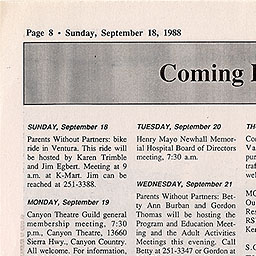 Page 8 • Sunday, September 18, 1988
Coming
SUNDAY, September 18
Parents Without Partners: bike
ride in Ventura. This ride will
be hosted by Karen Trimble
and Jim Egbert. Meeting at 9
a.m. at K-Mart. Jim can be
reached at 251-3388.
MONDAY, September 19
Canyon Theatre Guild general
membership meeting, 7:30
p.m., Canyon Theatre, 13660
Sierra Hwy., Canyon Country.
All welcome. For information,
TUESDAY, September 20
Henry Mayo Newhall Memor-
ial Hospital Board of Directors
meeting, 7:30 a.m.
WEDNESDAY, September 21
Parents Without Partners: Bet-
ty Ann Burban and Gordon
Thomas will be hosting the
Program and Education Meet-
ing and the Adult Activities
Meetings this evening. Call
Betty at 251-3347 or Gordon at